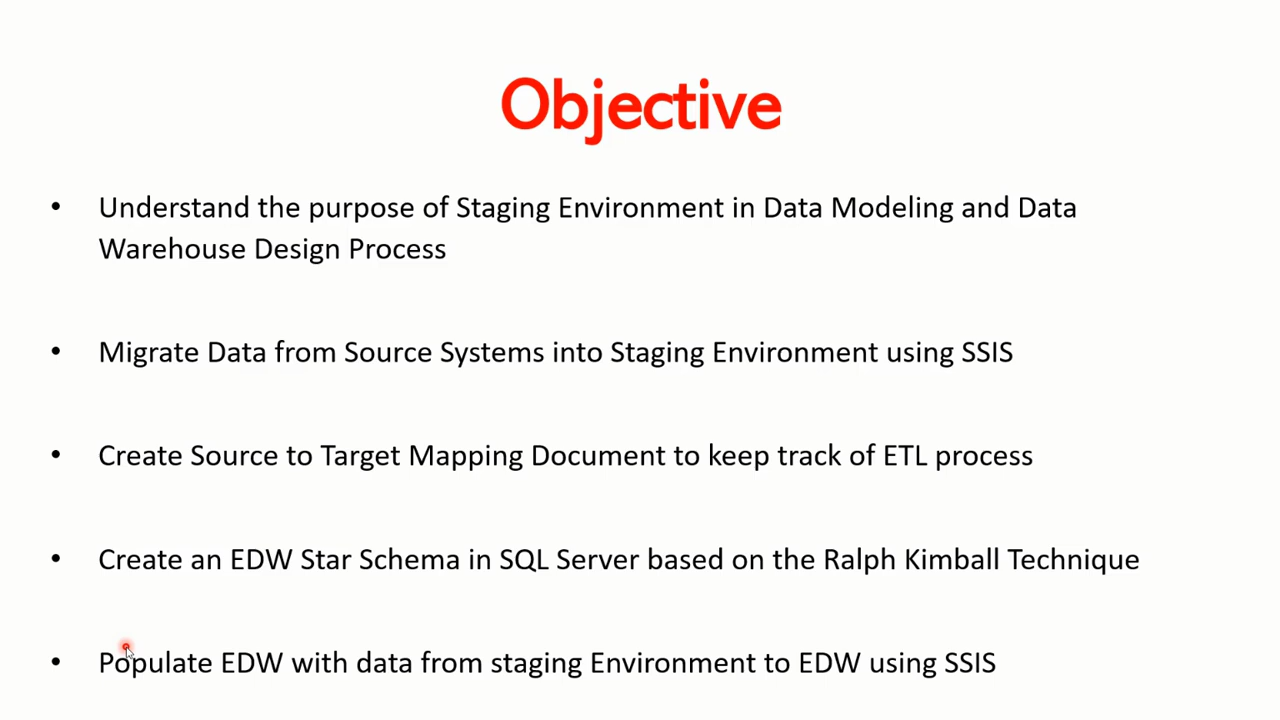 Objective
• Understand the purpose of Staging Environment in Data Modeling and Data
Warehouse Design Process
• Migrate Data from Source Systems into Staging Environment using SSIS
• Create Source to Target Mapping Document to keep track of ETL process
• Create an EDW Star Schema in SQL Server based on the Ralph Kimball Technique
• Populate EDW with data from staging Environment to EDW using SSIS